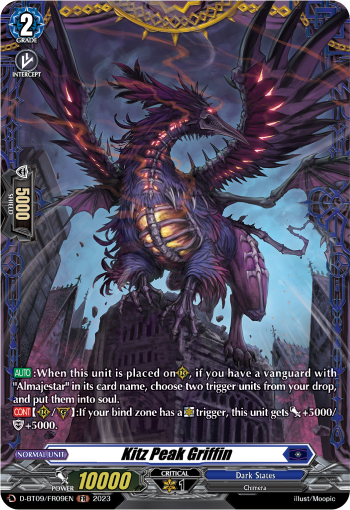 2
GRADE
INTERCEPT
5000
SHIELD
AUTO:When this unit is placed on R, if you have a vanguard with
"Almajestar" in its card name, choose two trigger units from your drop,
and put them into soul.
CONT【R/G】:If your bind zone has a trigger, this unit gets +5000/
+5000.
NORMAL UNIT
Kitz Peak Griffin
POWER 10000
CRITICAL
1
Dark States
Chimera
D-BT09/FR09EN FR 2023
illust/Moopic